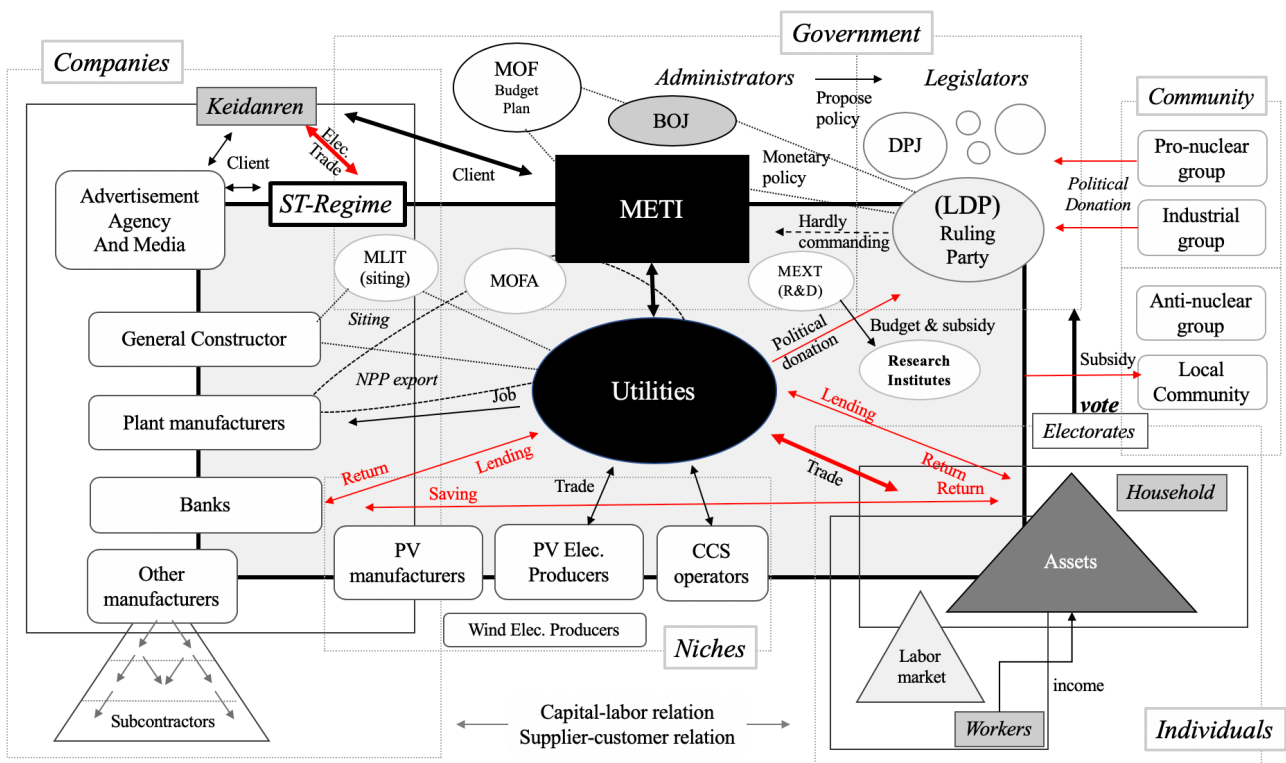 Government
Companies
MOF
Budget
Plan
Administrators
Legislators
Propose
policy
Community
Keidanren
BOJ
DPJ
Elec.
Trade
Client
Client
Monetary
policy
Pro-nuclear
group
Political
Donation
Advertisement
Agency
And Media
ST-Regime
METI
(LDP)
Ruling
Party
Industrial
group
Hardly
commanding
MLIT
(siting)
MOFA
MEXT
(R&D)
Anti-nuclear
group
Siting
General Constructor
Political
donation
Budget & subsidy
Research
Institutes
Subsidy
Local
Community
NPP export
Utilities
Job
Plant manufacturers
Lending
vote
Electorates
Return
Lending
Trade
Return
Return
Saving
Trade
Household
Banks
PV
manufacturers
PV Elec.
Producers
CCS
operators
Assets
Other
manufacturers
Wind Elec. Producers
Niches
Labor
market
income
Subcontractors
Capital-labor relation
Supplier-customer relation
Workers
Individuals